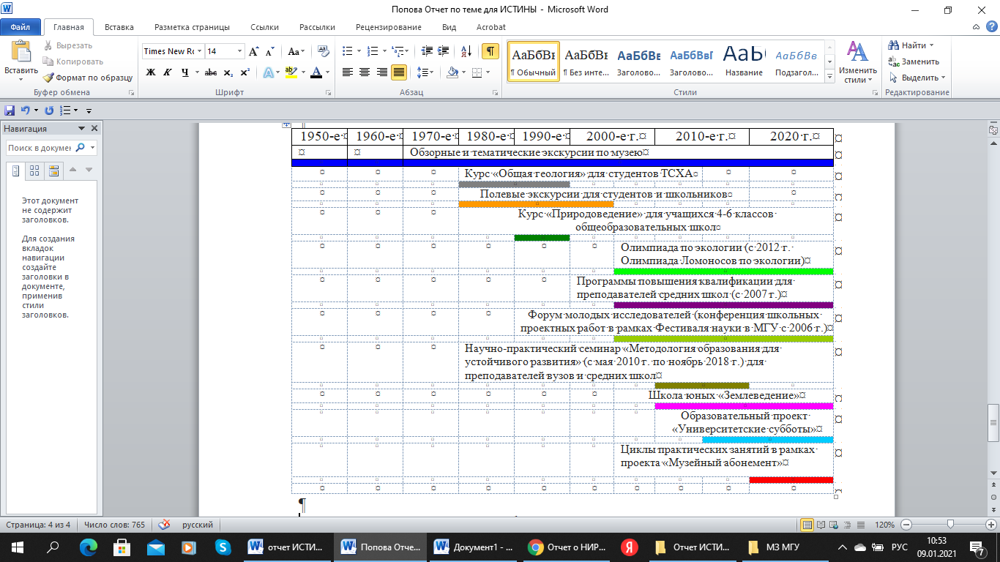 Попова Отчет по теме для ИСТИНЫ - Microsoft Word
Файл Главная Вставка Разметка страницы Ссылки Рассылки Рецензирование Вид Acrobat
Вставить
Вырезать
Копировать
Формат по образцу
Буфер обмена
Times New Ro 14
Ж К Ч abc x₂ x² Aa
Шрифт
Абзац
АаБбВв АаБбВв АаБбВв АаБбВв АаБ АаБбВв
¶ Обычный ¶ Без инте... Заголово... Заголово... Название Подзагол...
Стили
Изменить стили
Найти
Заменить
Выделить
Редактирование
Навигация
Поиск в докумен
Этот документ
не содержит
заголовков.
Для создания
вкладок
навигации
создайте
заголовки в
документе,
применив
стили
заголовков.
1950-е 1960-е 1970-е 1980-е 1990-е 2000-е г. 2010-е г. 2020 г.
Обзорные и тематические экскурсии по музею
Курс «Общая геология» для студентов ТСХА
Полевые экскурсии для студентов и школьников
Курс «Природоведение» для учащихся 4-6 классов
общеобразовательных школ
Олимпиада по экологии (с 2012 г.
Олимпиада Ломоносов по экологии)
Программы повышения квалификации для
преподавателей средних школ (с 2007 г.)
Форум молодых исследователей (конференция школьных
проектных работ в рамках Фестиваля науки в МГУ с 2006 г.)
Научно-практический семинар «Методология образования для
устойчивого развития» (с мая 2010 г. по ноябрь 2018 г.) для
преподавателей вузов и средних школ
Школа юных «Землеведение»
Образовательный проект
«Университетские субботы»
Циклы практических занятий в рамках
проекта «Музейный абонемент»
Страница: 4 из 4 Число слов: 765 русский 120%
отчет ИСТИ... Попова Отче... Документ1 - ... Отчет о НИР... Я Отчет ИСТИ... МЗ МГУ РУС 10:53
09.01.2021 7